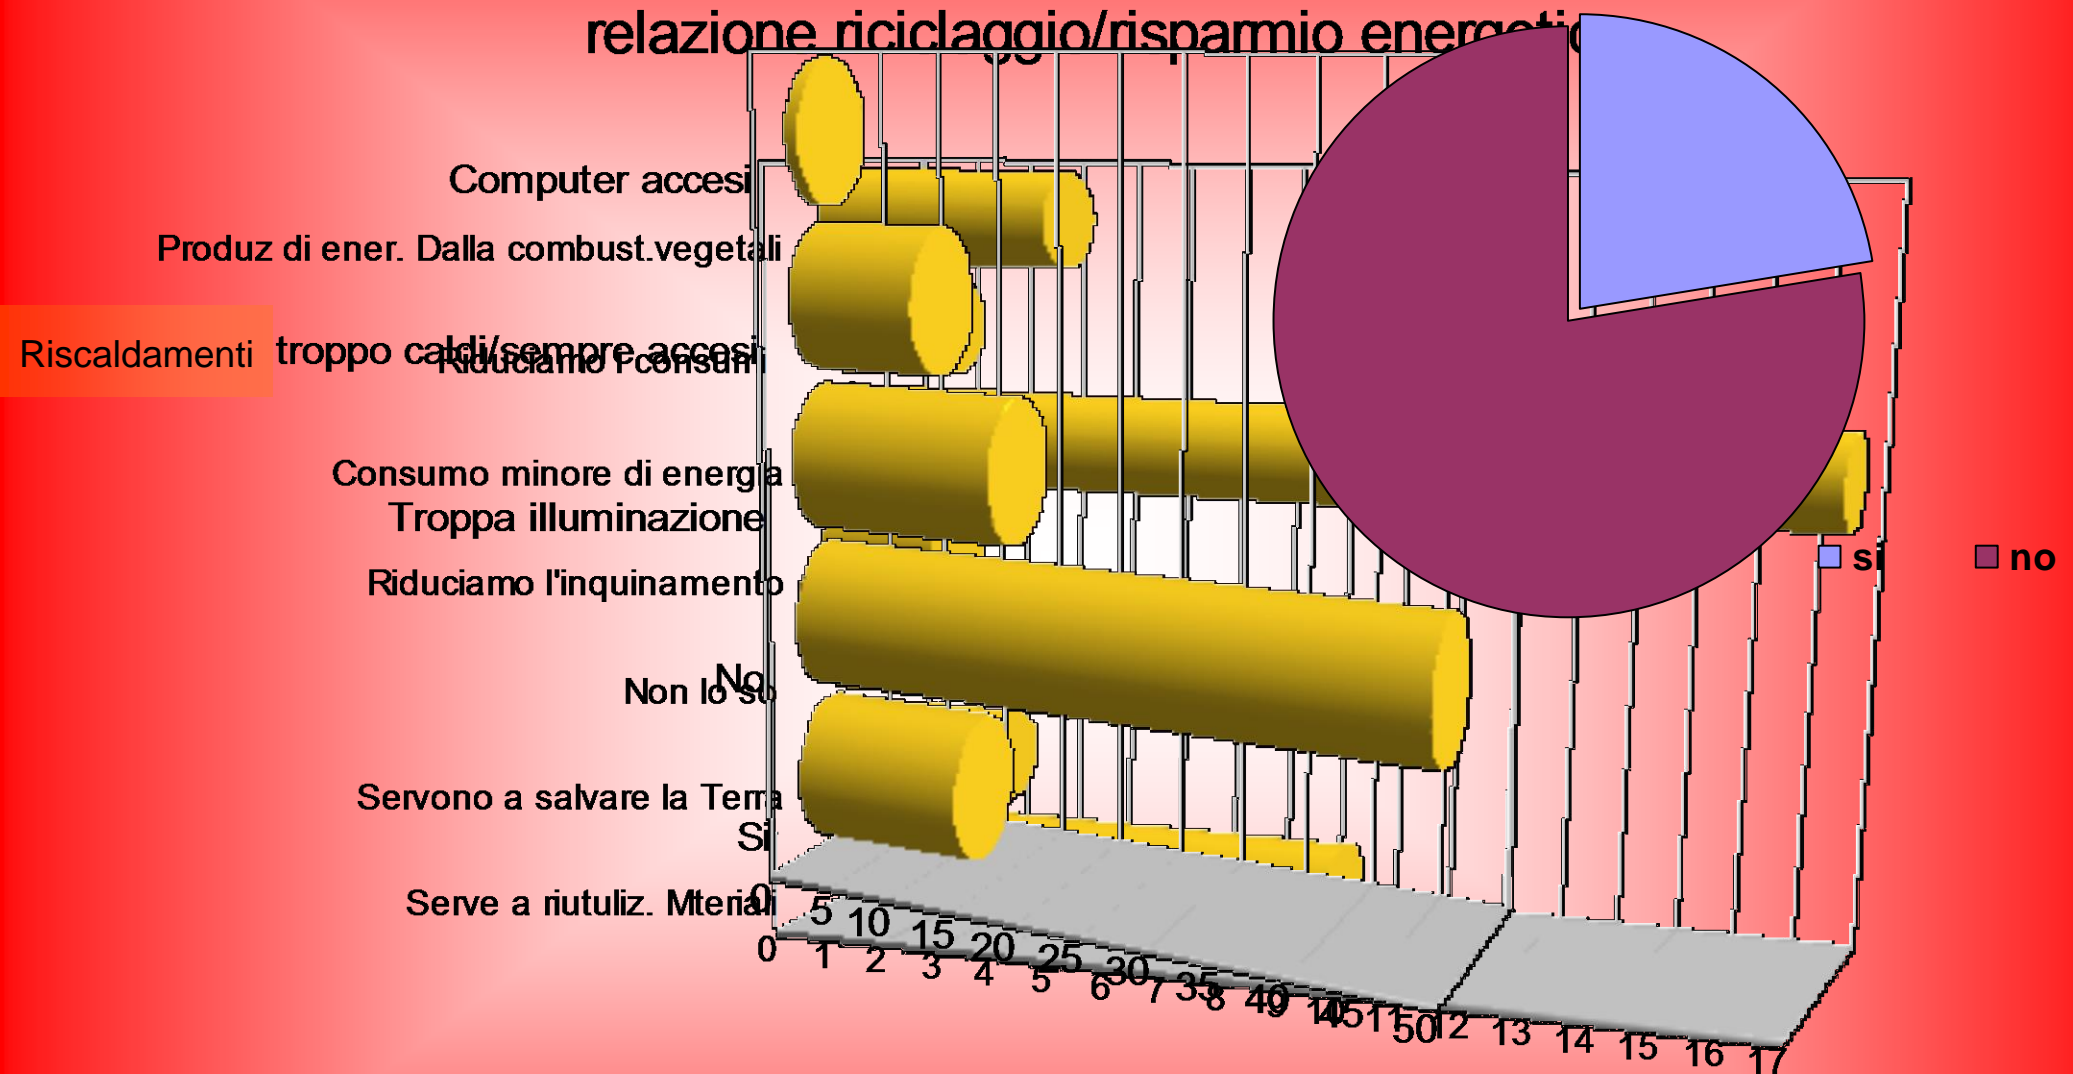 relazione riciclaggio/risparmio energetic
Computer accesi
Produz di ener. Dalla combust.vegetali
Riscaldamenti troppo caldi/sempre accesi
Riduciamo i consumi
Consumo minore di energia
Troppa illuminazione
Riduciamo l'inquinamento
No
Non lo so
Servono a salvare la Terra
Si
Serve a riutuliz. Mteriali
0 5 10 15 20 25 30 35 40 45 50
0 1 2 3 4 5 6 7 8 9 10 11 12 13 14 15 16 17
si no